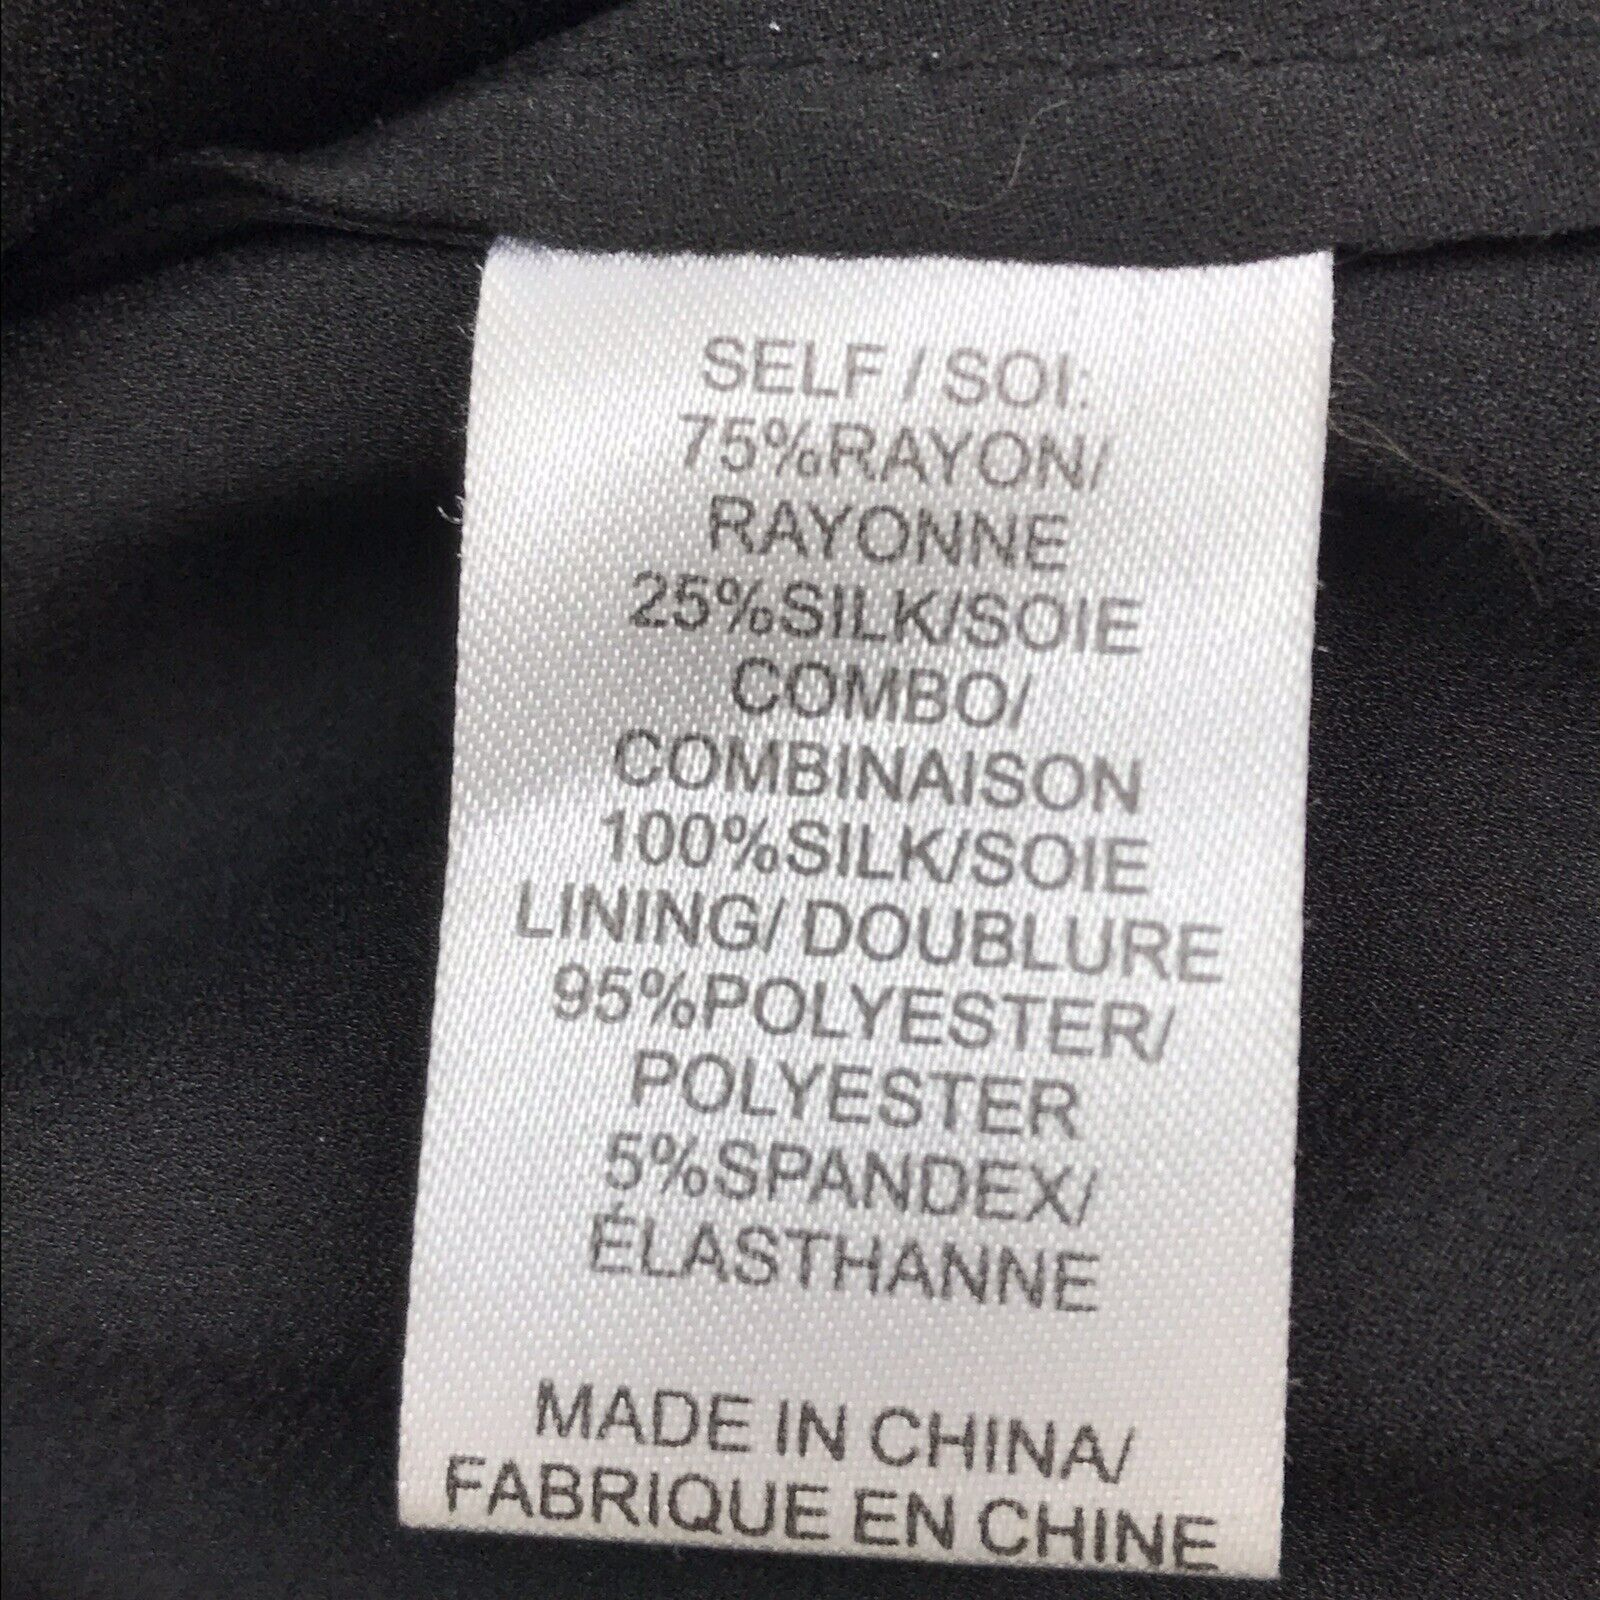 SELF / SOI:
75%RAYON/
RAYONNE
25%SILK/SOIE
COMBO/
COMBINAISON
100%SILK/SOIE
LINING/ DOUBLURE
95%POLYESTER/
POLYESTER
5%SPANDEX/
ÉLASTHANNE
MADE IN CHINA/
FABRIQUE EN CHINE